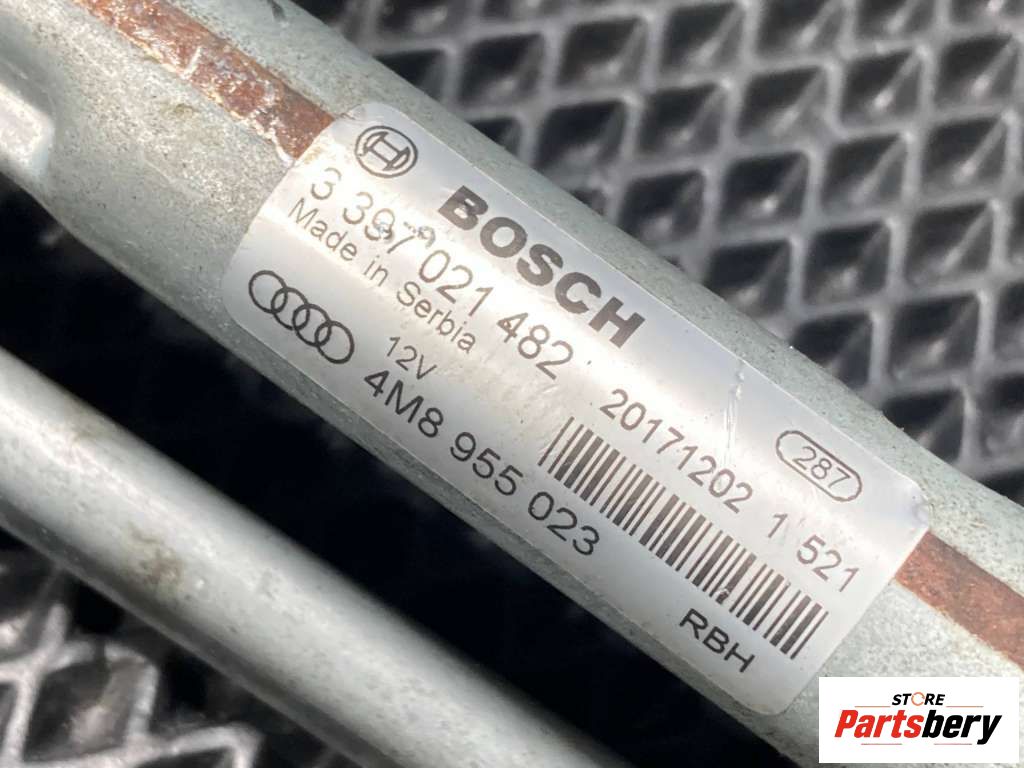 BOSCH
3 397 021 482
Made in Serbia
12V
4M8 955 023
287
20171202 1 521
RBH
STORE
Partsbery